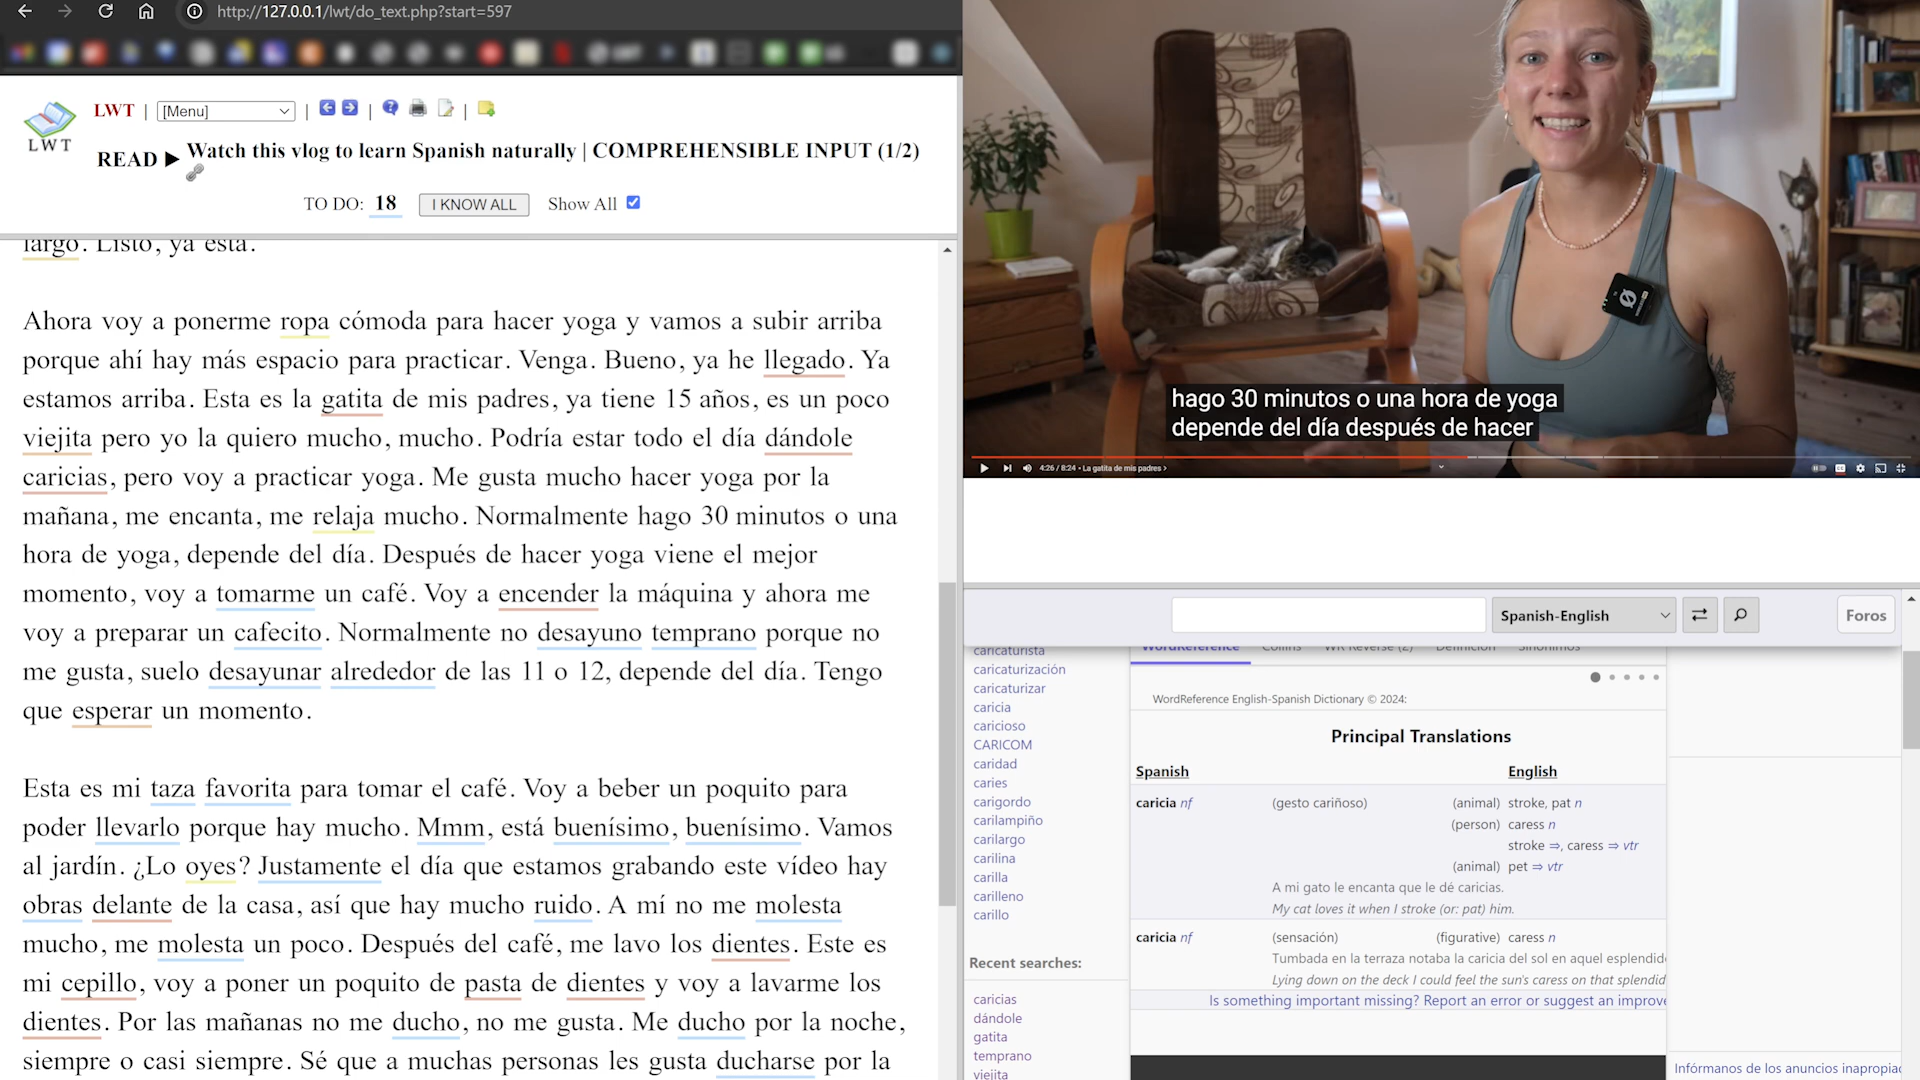 http://127.0.0.1/lwt/do_text.php?start=597
LWT
LWT | [Menu] | | |
READ ▶ Watch this vlog to learn Spanish naturally | COMPREHENSIBLE INPUT (1/2)
TO DO: 18 I KNOW ALL Show All
largo. Listo, ya está.
Ahora voy a ponerme ropa cómoda para hacer yoga y vamos a subir arriba
porque ahí hay más espacio para practicar. Venga. Bueno, ya he llegado. Ya
estamos arriba. Esta es la gatita de mis padres, ya tiene 15 años, es un poco
viejita pero yo la quiero mucho, mucho. Podría estar todo el día dándole
caricias, pero voy a practicar yoga. Me gusta mucho hacer yoga por la
mañana, me encanta, me relaja mucho. Normalmente hago 30 minutos o una
hora de yoga, depende del día. Después de hacer yoga viene el mejor
momento, voy a tomarme un café. Voy a encender la máquina y ahora me
voy a preparar un cafecito. Normalmente no desayuno temprano porque no
me gusta, suelo desayunar alrededor de las 11 o 12, depende del día. Tengo
que esperar un momento.
Esta es mi taza favorita para tomar el café. Voy a beber un poquito para
poder llevarlo porque hay mucho. Mmm, está buenísimo, buenísimo. Vamos
al jardín. ¿Lo oyes? Justamente el día que estamos grabando este vídeo hay
obras delante de la casa, así que hay mucho ruido. A mí no me molesta
mucho, me molesta un poco. Después del café, me lavo los dientes. Este es
mi cepillo, voy a poner un poquito de pasta de dientes y voy a lavarme los
dientes. Por las mañanas no me ducho, no me gusta. Me ducho por la noche,
siempre o casi siempre. Sé que a muchas personas les gusta ducharse por la
hago 30 minutos o una hora de yoga
depende del día después de hacer
4:26 / 8:24 • La gatita de mis padres >
Spanish-English
Foros
caricaturista
caricaturización
caricaturizar
caricia
caricioso
CARICOM
caridad
caries
carigordo
carilampiño
carilargo
carilina
carilla
carilleno
carillo
Recent searches:
caricias
dándole
gatita
temprano
viejita
WordReference Collins WR Reverse (2) Definición Sinónimos
WordReference English-Spanish Dictionary © 2024:
Principal Translations
Spanish English
caricia nf (gesto cariñoso) (animal) stroke, pat n
(person) caress n
stroke ⇒, caress ⇒ vtr
(animal) pet ⇒ vtr
A mi gato le encanta que le dé caricias.
My cat loves it when I stroke (or: pat) him.
caricia nf (sensación) (figurative) caress n
Tumbada en la terraza notaba la caricia del sol en aquel esplendid
Lying down on the deck I could feel the sun's caress on that splendid
Is something important missing? Report an error or suggest an improve
Infórmanos de los anuncios inapropiad